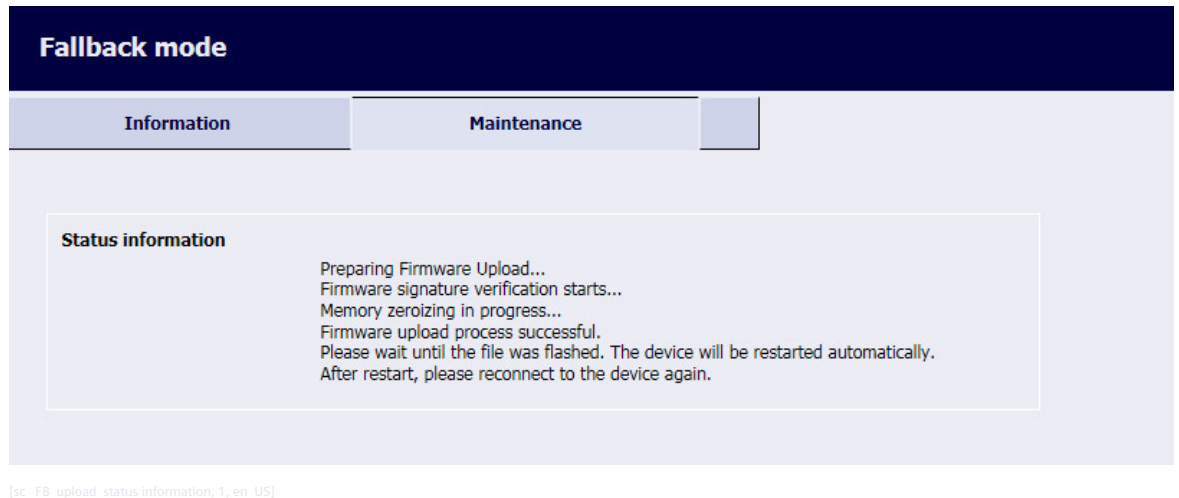 Fallback mode
Information
Maintenance
Status information
Preparing Firmware Upload...
Firmware signature verification starts...
Memory zeroizing in progress...
Firmware upload process successful.
Please wait until the file was flashed. The device will be restarted automatically.
After restart, please reconnect to the device again.
[sc_FB_upload_status information, 1, en_US]